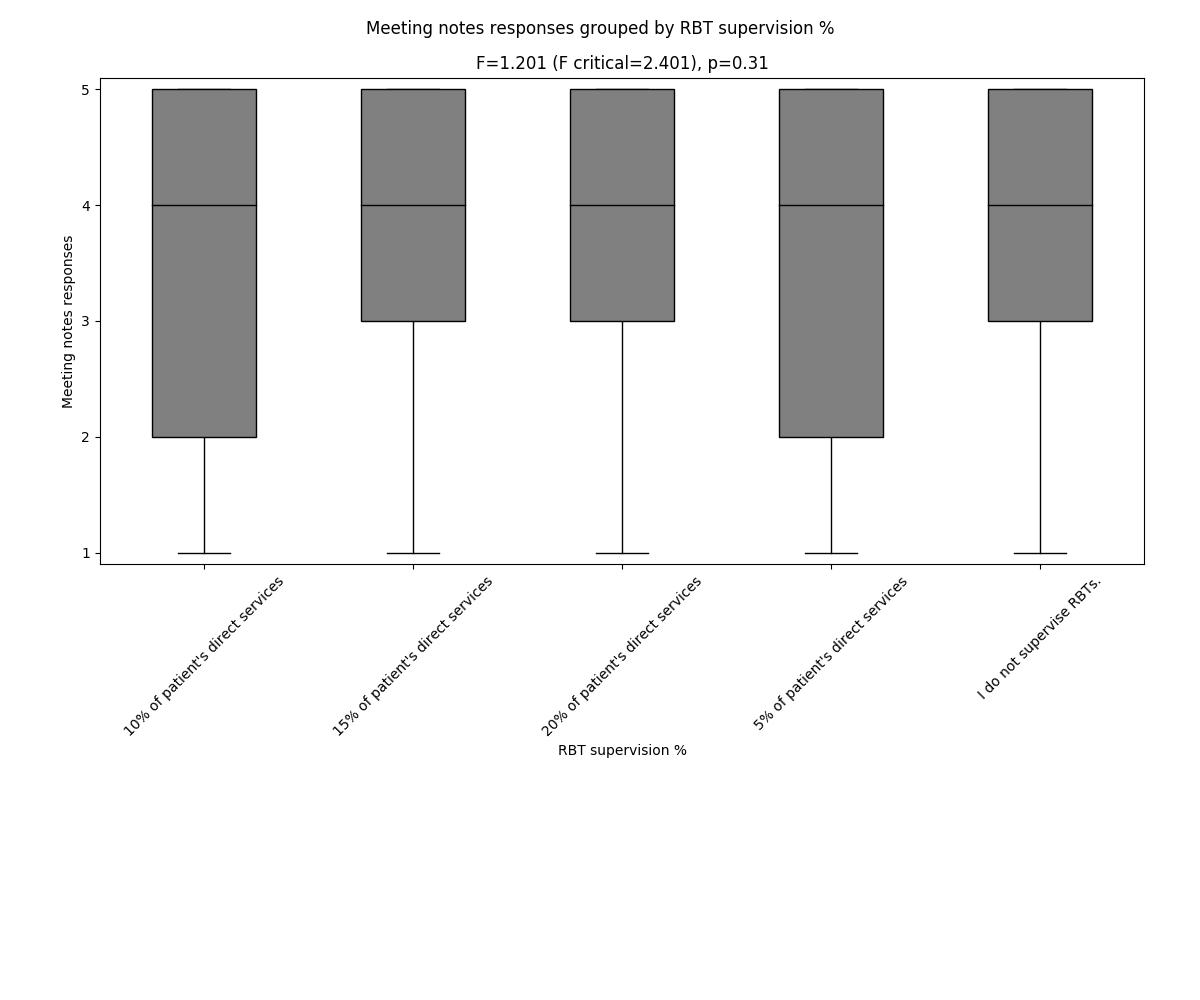 Meeting notes responses grouped by RBT supervision %
F=1.201 (F critical=2.401), p=0.31
Meeting notes responses
5
4
3
2
1
10% of patient's direct services
15% of patient's direct services
20% of patient's direct services
5% of patient's direct services
I do not supervise RBTs.
RBT supervision %